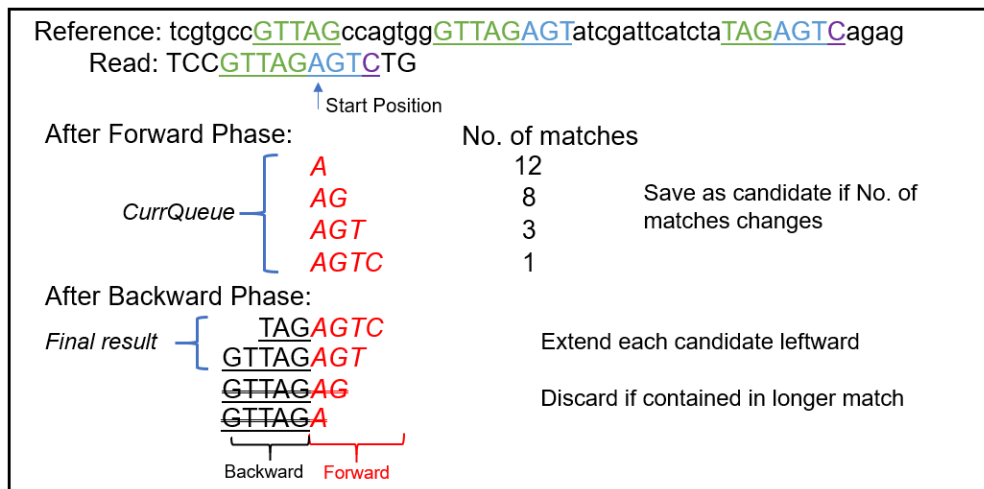 Reference: tcgtgccGTTAGccagtggGTTAGAGTatcgattcatctaTAGAGTCagag
Read: TCCGTTAGAGTCTG
Start Position
After Forward Phase: No. of matches
A 12
AG 8
AGT 3
AGTC 1
CurrQueue
Save as candidate if No. of
matches changes
After Backward Phase:
Final result
TAGAGTC
GTTAGAGT
GTTAGAG
GTTAGA
Extend each candidate leftward
Discard if contained in longer match
Backward Forward